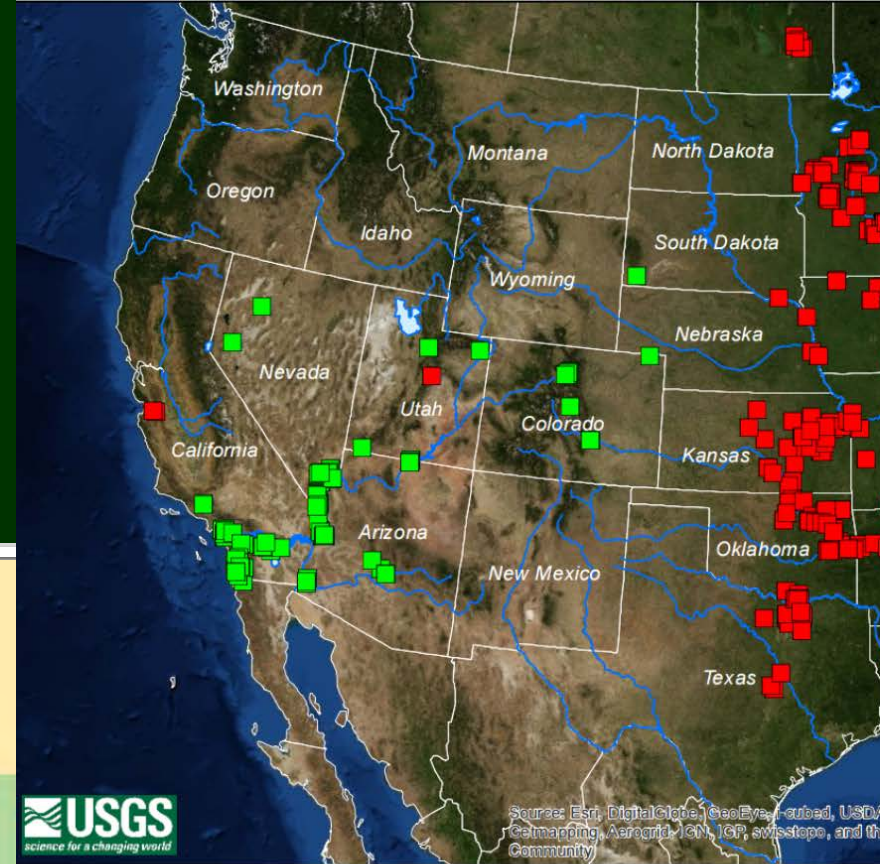 Washington
Montana
North Dakota
Oregon
Idaho
South Dakota
Wyoming
Nebraska
Nevada
Utah
Colorado
California
Kansas
Arizona
Oklahoma
New Mexico
Texas
USGS
science for a changing world
Source: Esri, DigitalGlobe, GeoEye, i-cubed, USDA
Getmapping, Aerogrid, IGN, IGP, swisstopo, and th
Community